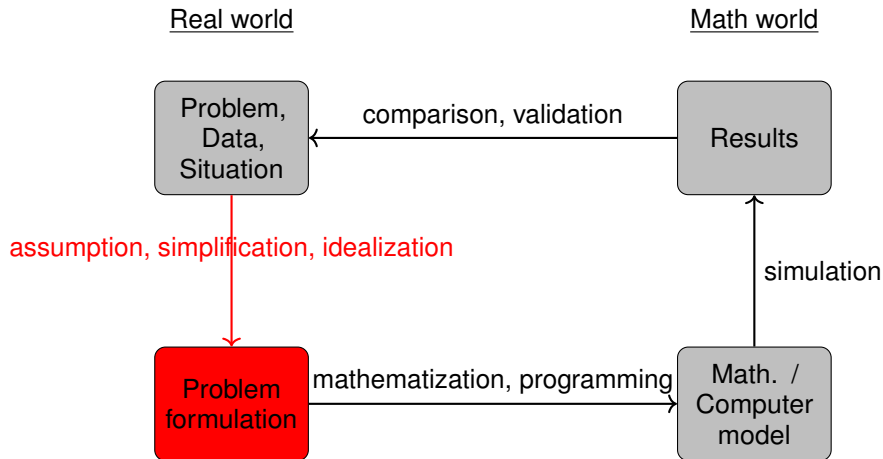 Real world
Math world
Problem,
Data,
Situation
comparison, validation
Results
assumption, simplification, idealization
simulation
Problem
formulation
mathematization, programming
Math. /
Computer
model